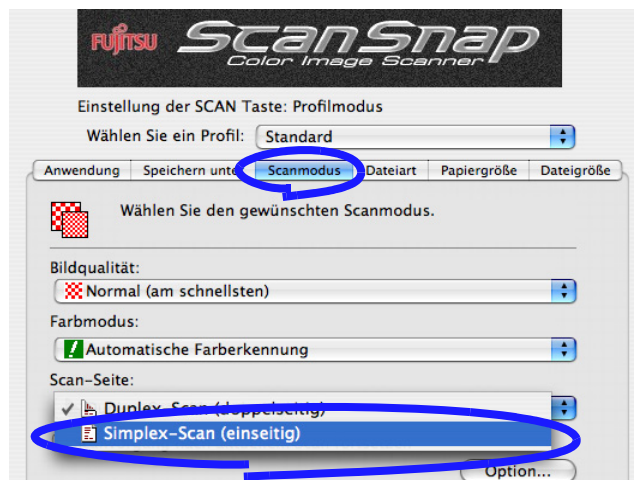 FUJITSU ScanSnap
Color Image Scanner
Einstellung der SCAN Taste: Profilmodus
Wählen Sie ein Profil: Standard
Anwendung Speichern unter Scanmodus Dateiart Papiergröße Dateigröße
Wählen Sie den gewünschten Scanmodus.
Bildqualität:
Normal (am schnellsten)
Farbmodus:
Automatische Farberkennung
Scan-Seite:
Duplex-Scan (doppelseitig)
Simplex-Scan (einseitig)
Option...